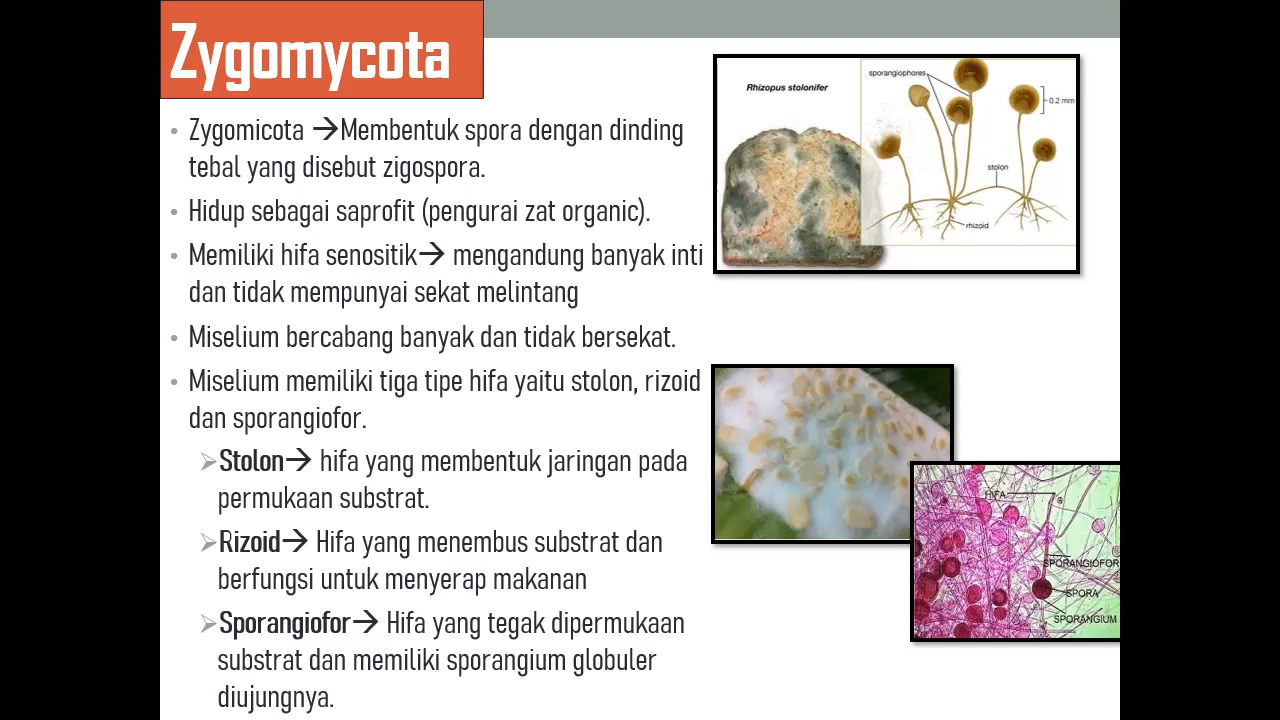 Zygomycota
• Zygomicota →Membentuk spora dengan dinding
tebal yang disebut zigospora.
• Hidup sebagai saprofit (pengurai zat organic).
• Memiliki hifa senositik→ mengandung banyak inti
dan tidak mempunyai sekat melintang
• Miselium bercabang banyak dan tidak bersekat.
• Miselium memiliki tiga tipe hifa yaitu stolon, rizoid
dan sporangiofor.
➢Stolon→ hifa yang membentuk jaringan pada
permukaan substrat.
➢Rizoid→ Hifa yang menembus substrat dan
berfungsi untuk menyerap makanan
➢Sporangiofor→ Hifa yang tegak dipermukaan
substrat dan memiliki sporangium globuler
diujungnya.
Rhizopus stolonifer
sporangiophores
0.2 mm
stolon
rhizoid
HIFA
SPORANGIOFOR
SPORA
SPORANGIUM